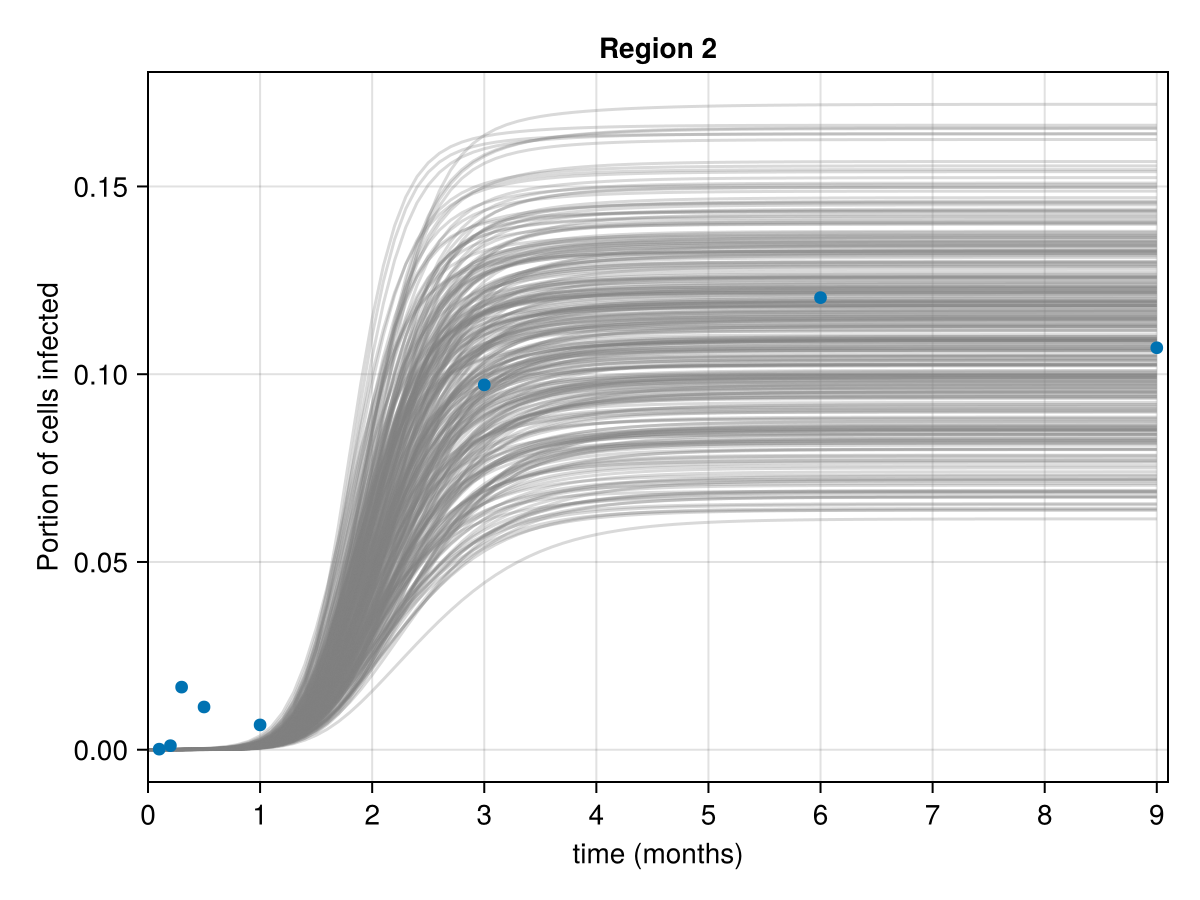 Region 2
Portion of cells infected
0.15
0.10
0.05
0.00
0 1 2 3 4 5 6 7 8 9
time (months)